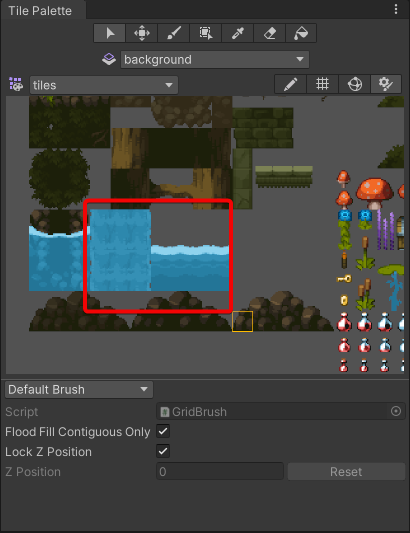 Tile Palette
background
tiles
Default Brush
Script
GridBrush
Flood Fill Contiguous Only
Lock Z Position
Z Position
0
Reset